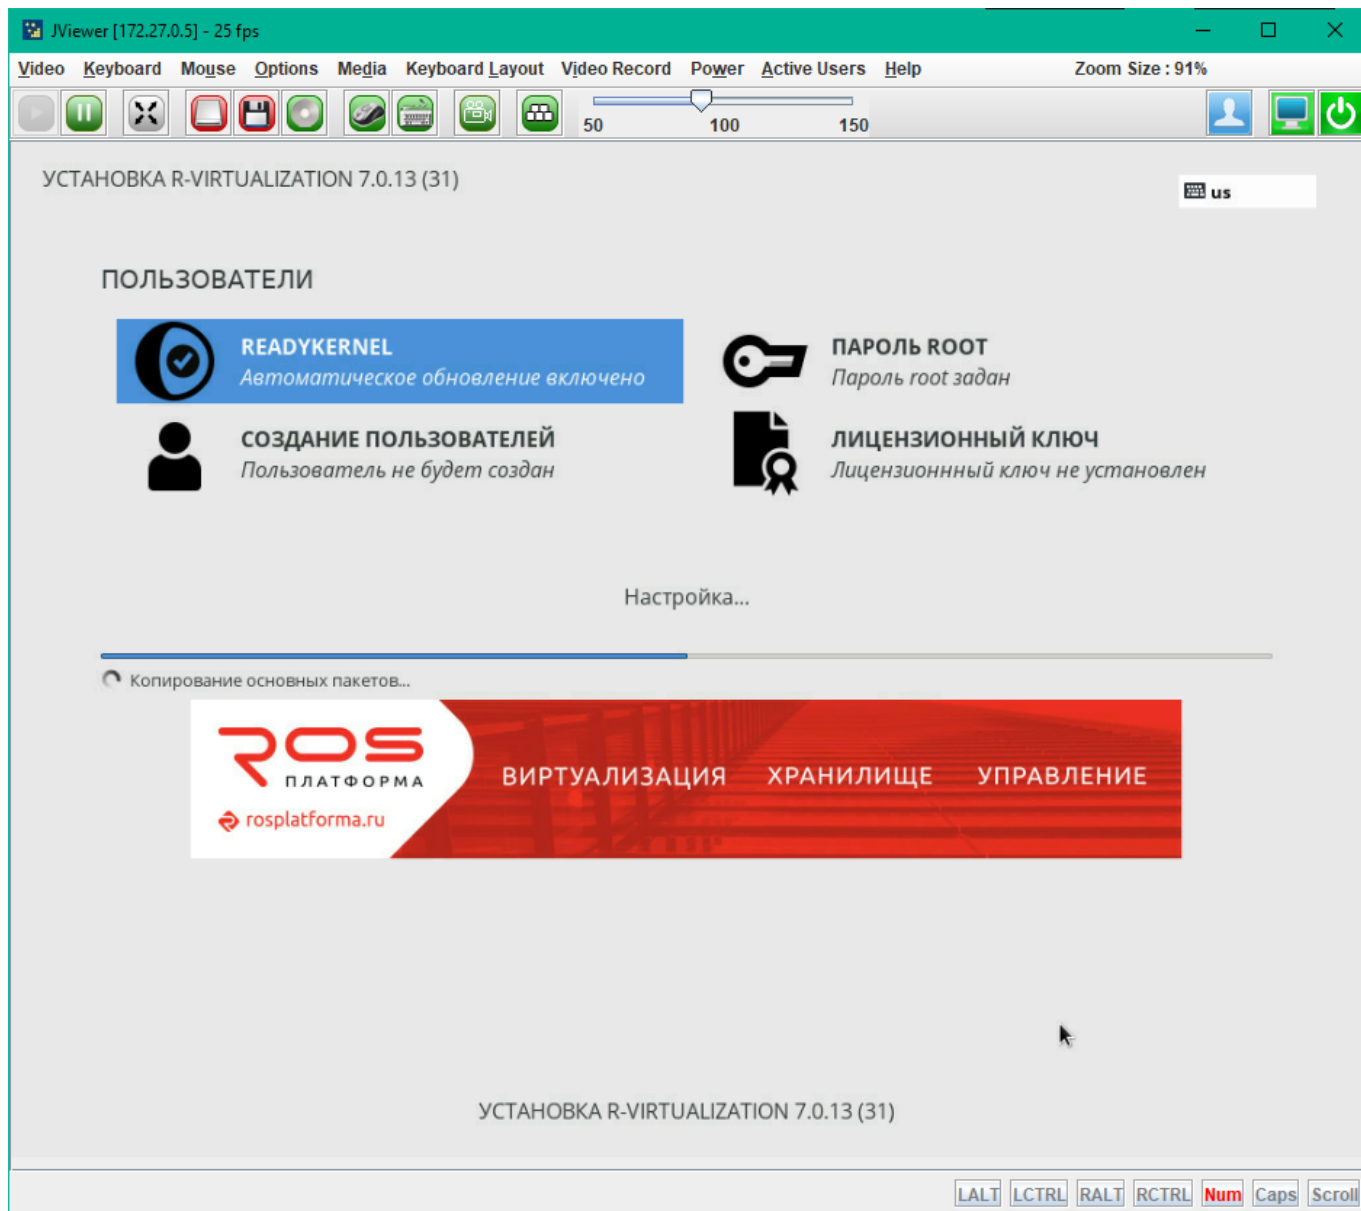 JViewer [172.27.0.5] - 25 fps
Video Keyboard Mouse Options Media Keyboard Layout Video Record Power Active Users Help Zoom Size : 91%
50 100 150
УСТАНОВКА R-VIRTUALIZATION 7.0.13 (31)
us
ПОЛЬЗОВАТЕЛИ
READYKERNEL
Автоматическое обновление включено
ПАРОЛЬ ROOT
Пароль root задан
СОЗДАНИЕ ПОЛЬЗОВАТЕЛЕЙ
Пользователь не будет создан
ЛИЦЕНЗИОННЫЙ КЛЮЧ
Лицензионнный ключ не установлен
Настройка...
Копирование основных пакетов...
ROS
ПЛАТФОРМА
rosplatforma.ru
ВИРТУАЛИЗАЦИЯ ХРАНИЛИЩЕ УПРАВЛЕНИЕ
УСТАНОВКА R-VIRTUALIZATION 7.0.13 (31)
LALT LCTRL RALT RCTRL Num Caps Scroll